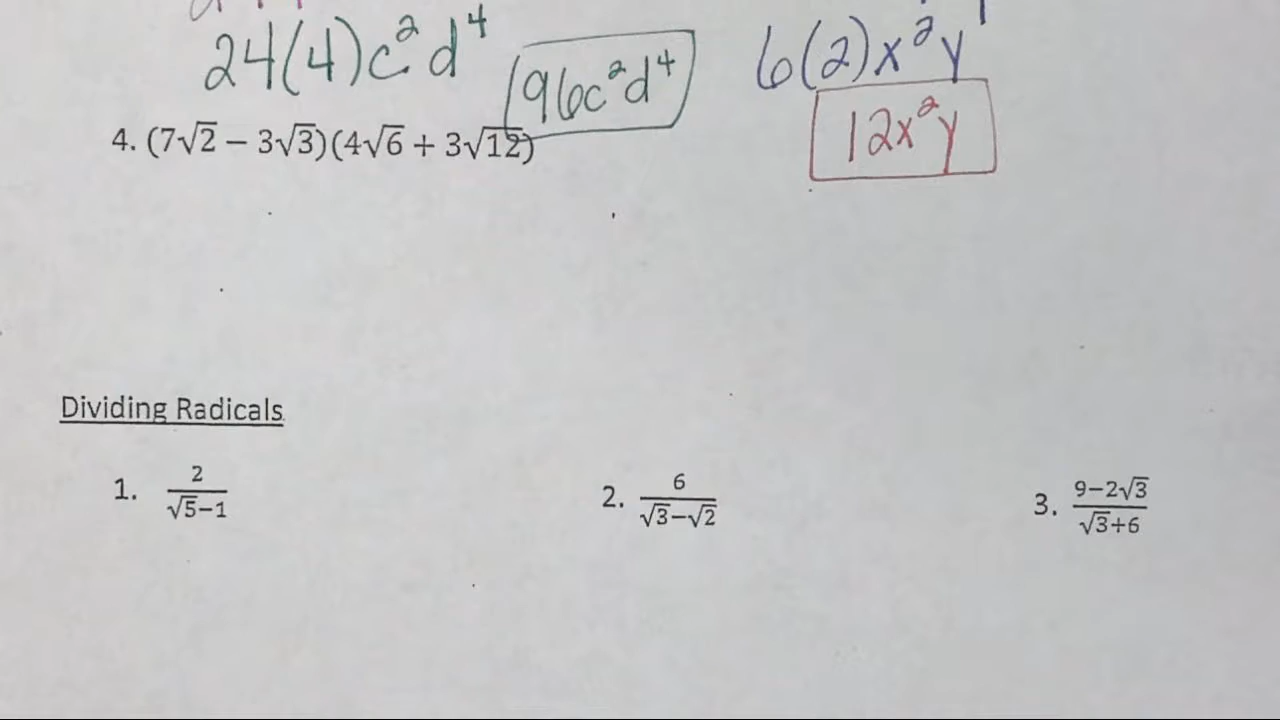 24(4)c²d⁴
96c²d⁴
6(2)x²y
12x²y
4. (7√2 − 3√3)(4√6 + 3√12)
Dividing Radicals
1. 2/(√5−1)
2. 6/(√3−√2)
3. (9−2√3)/(√3+6)